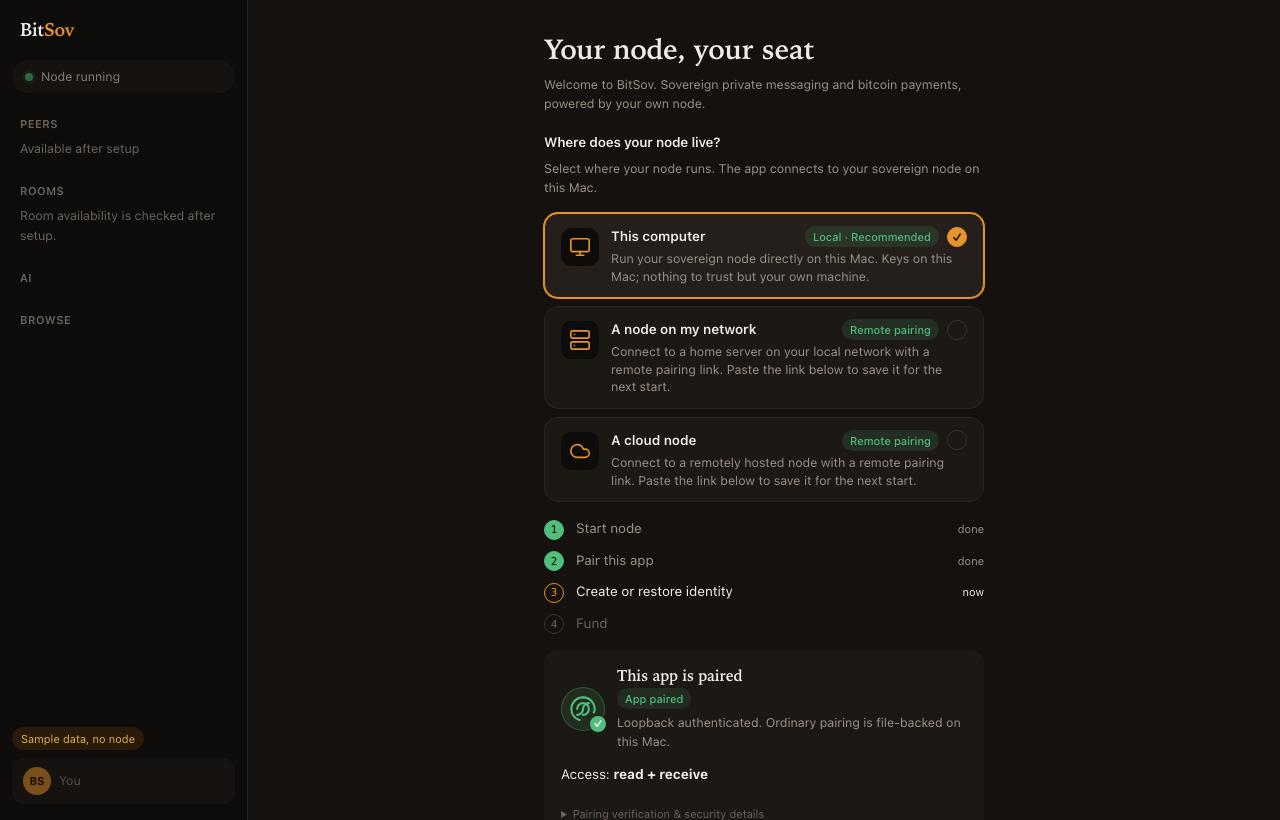 BitSov
Node running
PEERS
Available after setup
ROOMS
Room availability is checked after
setup.
AI
BROWSE
Sample data, no node
BS
You
Your node, your seat
Welcome to BitSov. Sovereign private messaging and bitcoin payments,
powered by your own node.
Where does your node live?
Select where your node runs. The app connects to your sovereign node on
this Mac.
This computer
Local · Recommended
Run your sovereign node directly on this Mac. Keys on this
Mac; nothing to trust but your own machine.
A node on my network
Remote pairing
Connect to a home server on your local network with a
remote pairing link. Paste the link below to save it for the
next start.
A cloud node
Remote pairing
Connect to a remotely hosted node with a remote pairing
link. Paste the link below to save it for the next start.
1 Start node done
2 Pair this app done
3 Create or restore identity now
4 Fund
This app is paired
App paired
Loopback authenticated. Ordinary pairing is file-backed on
this Mac.
Access: read + receive
Pairing verification & security details